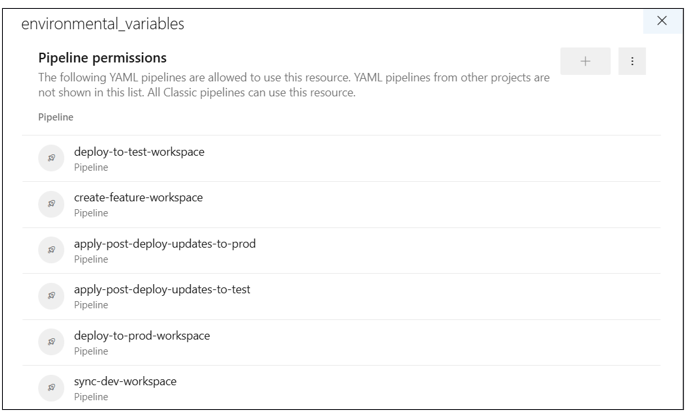 environmental_variables
Pipeline permissions
The following YAML pipelines are allowed to use this resource. YAML pipelines from other projects are
not shown in this list. All Classic pipelines can use this resource.
Pipeline
deploy-to-test-workspace
Pipeline
create-feature-workspace
Pipeline
apply-post-deploy-updates-to-prod
Pipeline
apply-post-deploy-updates-to-test
Pipeline
deploy-to-prod-workspace
Pipeline
sync-dev-workspace
Pipeline